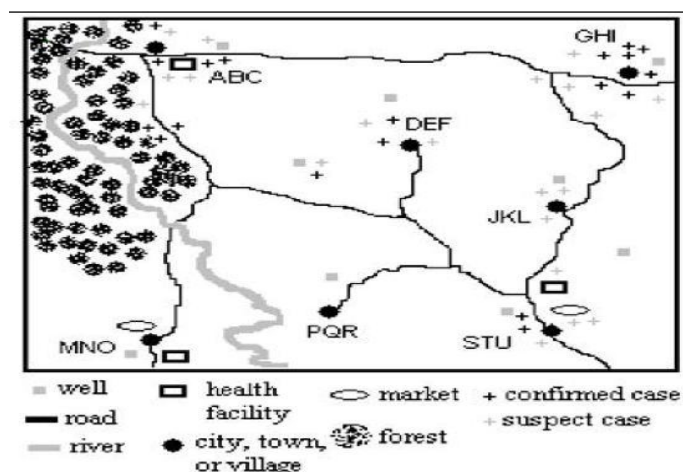 GHI
ABC
DEF
JKL
PQR
MNO
STU
well
health facility
market
confirmed case
road
suspect case
river
city, town, or village
forest